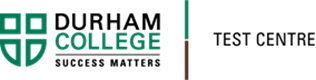 DURHAM
COLLEGE
SUCCESS MATTERS
TEST CENTRE